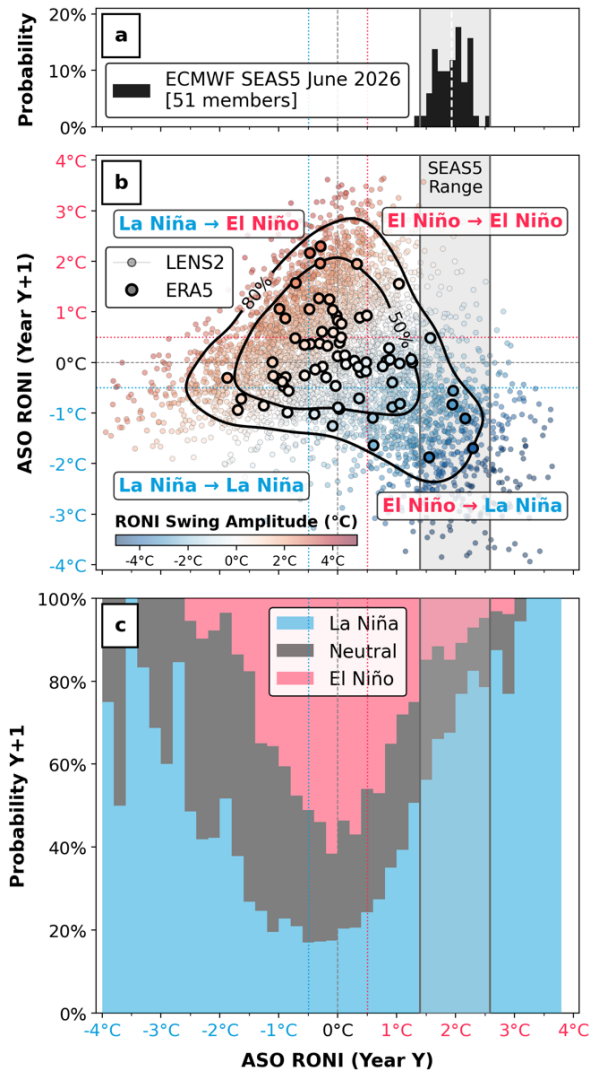 20%
10%
0%
Probability
a
ECMWF SEAS5 June 2026
[51 members]
4°C
3°C
2°C
1°C
0°C
-1°C
-2°C
-3°C
-4°C
ASO RONI (Year Y+1)
b
SEAS5
Range
La Niña → El Niño
El Niño → El Niño
LENS2
ERA5
80%
50%
La Niña → La Niña
El Niño → La Niña
RONI Swing Amplitude (°C)
-4°C -2°C 0°C 2°C 4°C
100%
80%
60%
40%
20%
0%
Probability Y+1
c
La Niña
Neutral
El Niño
-4°C -3°C -2°C -1°C 0°C 1°C 2°C 3°C 4°C
ASO RONI (Year Y)